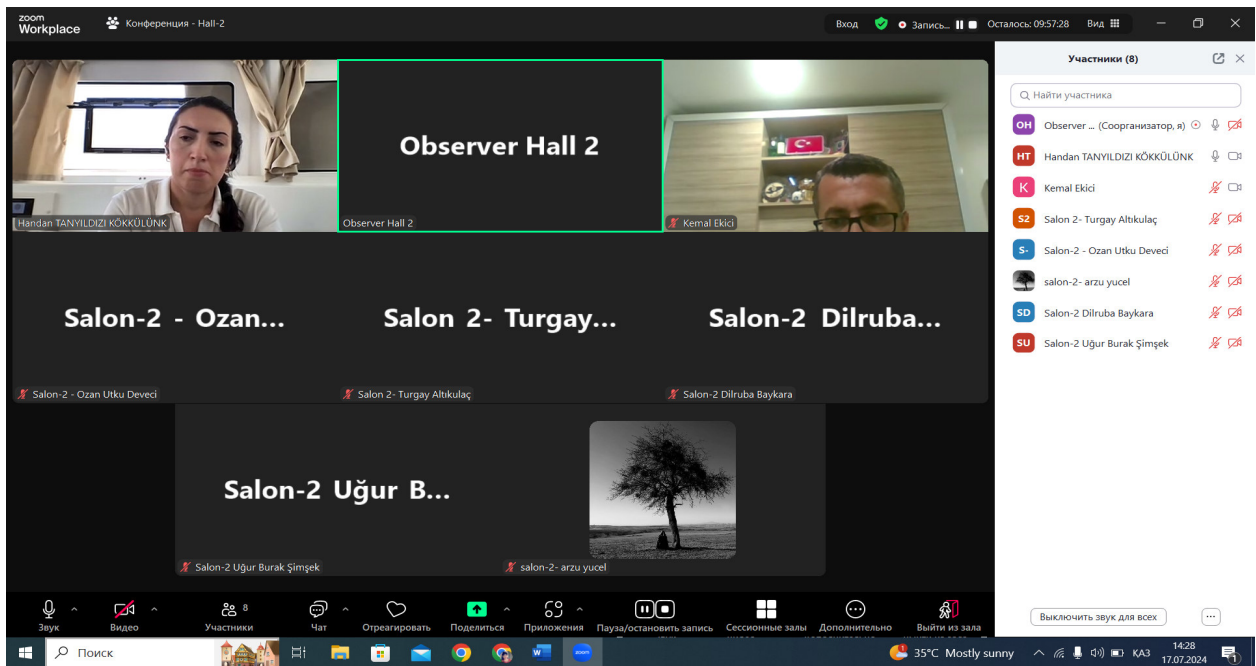 zoom
Workplace
Конференция - Hall-2
Вход
Запись...
Осталось: 09:57:28
Вид
Handan TANYILDIZI KÖKKÜLÜNK
Observer Hall 2
Observer Hall 2
Kemal Ekici
Salon-2 - Ozan...
Salon-2 - Ozan Utku Deveci
Salon 2- Turgay...
Salon 2- Turgay Altıkulaç
Salon-2 Dilruba...
Salon-2 Dilruba Baykara
Salon-2 Uğur B...
Salon-2 Uğur Burak Şimşek
salon-2- arzu yucel
Участники (8)
Найти участника
OH Observer ... (Соорганизатор, я)
HT Handan TANYILDIZI KÖKKÜLÜNK
K Kemal Ekici
S2 Salon 2- Turgay Altıkulaç
S- Salon-2 - Ozan Utku Deveci
salon-2- arzu yucel
SD Salon-2 Dilruba Baykara
SU Salon-2 Uğur Burak Şimşek
Выключить звук для всех
Звук
Видео
8
Участники
Чат
Отреагировать
Поделиться
Приложения
Пауза/остановить запись
Сессионные залы
Дополнительно
Выйти из зала
Поиск
35°C Mostly sunny
ҚАЗ
14:28
17.07.2024
1